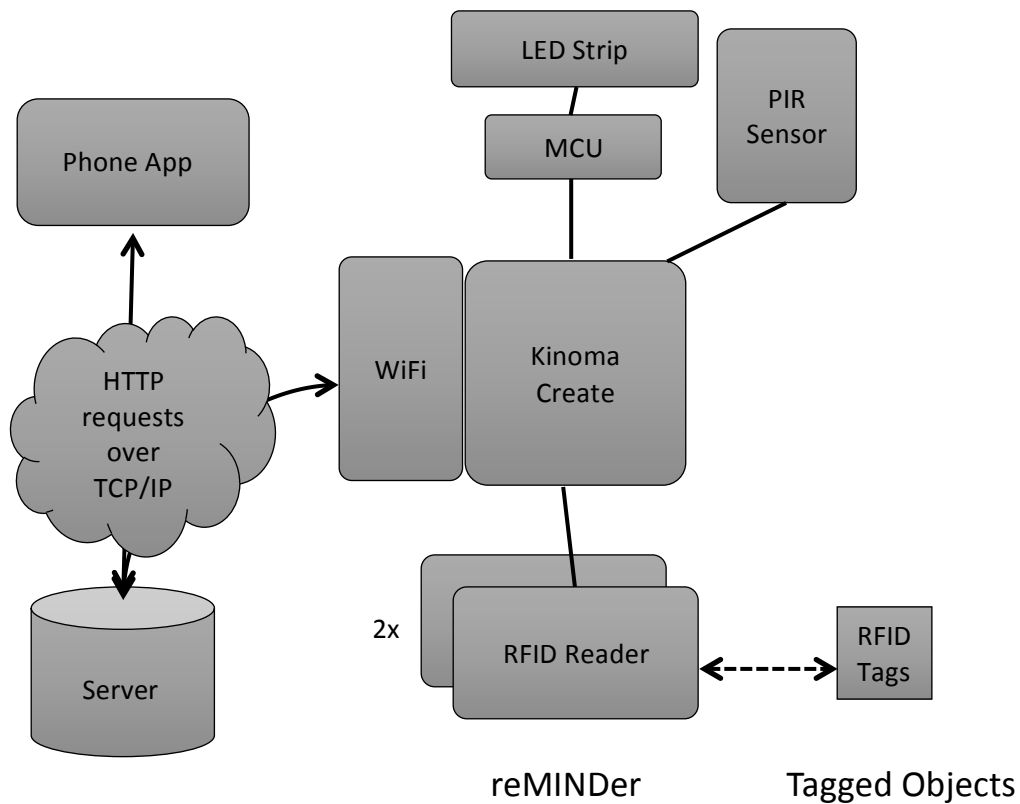 LED Strip
PIR
Sensor
MCU
Phone App
WiFi
Kinoma
Create
HTTP
requests
over
TCP/IP
2x
RFID Reader
RFID
Tags
Server
reMINDer
Tagged Objects